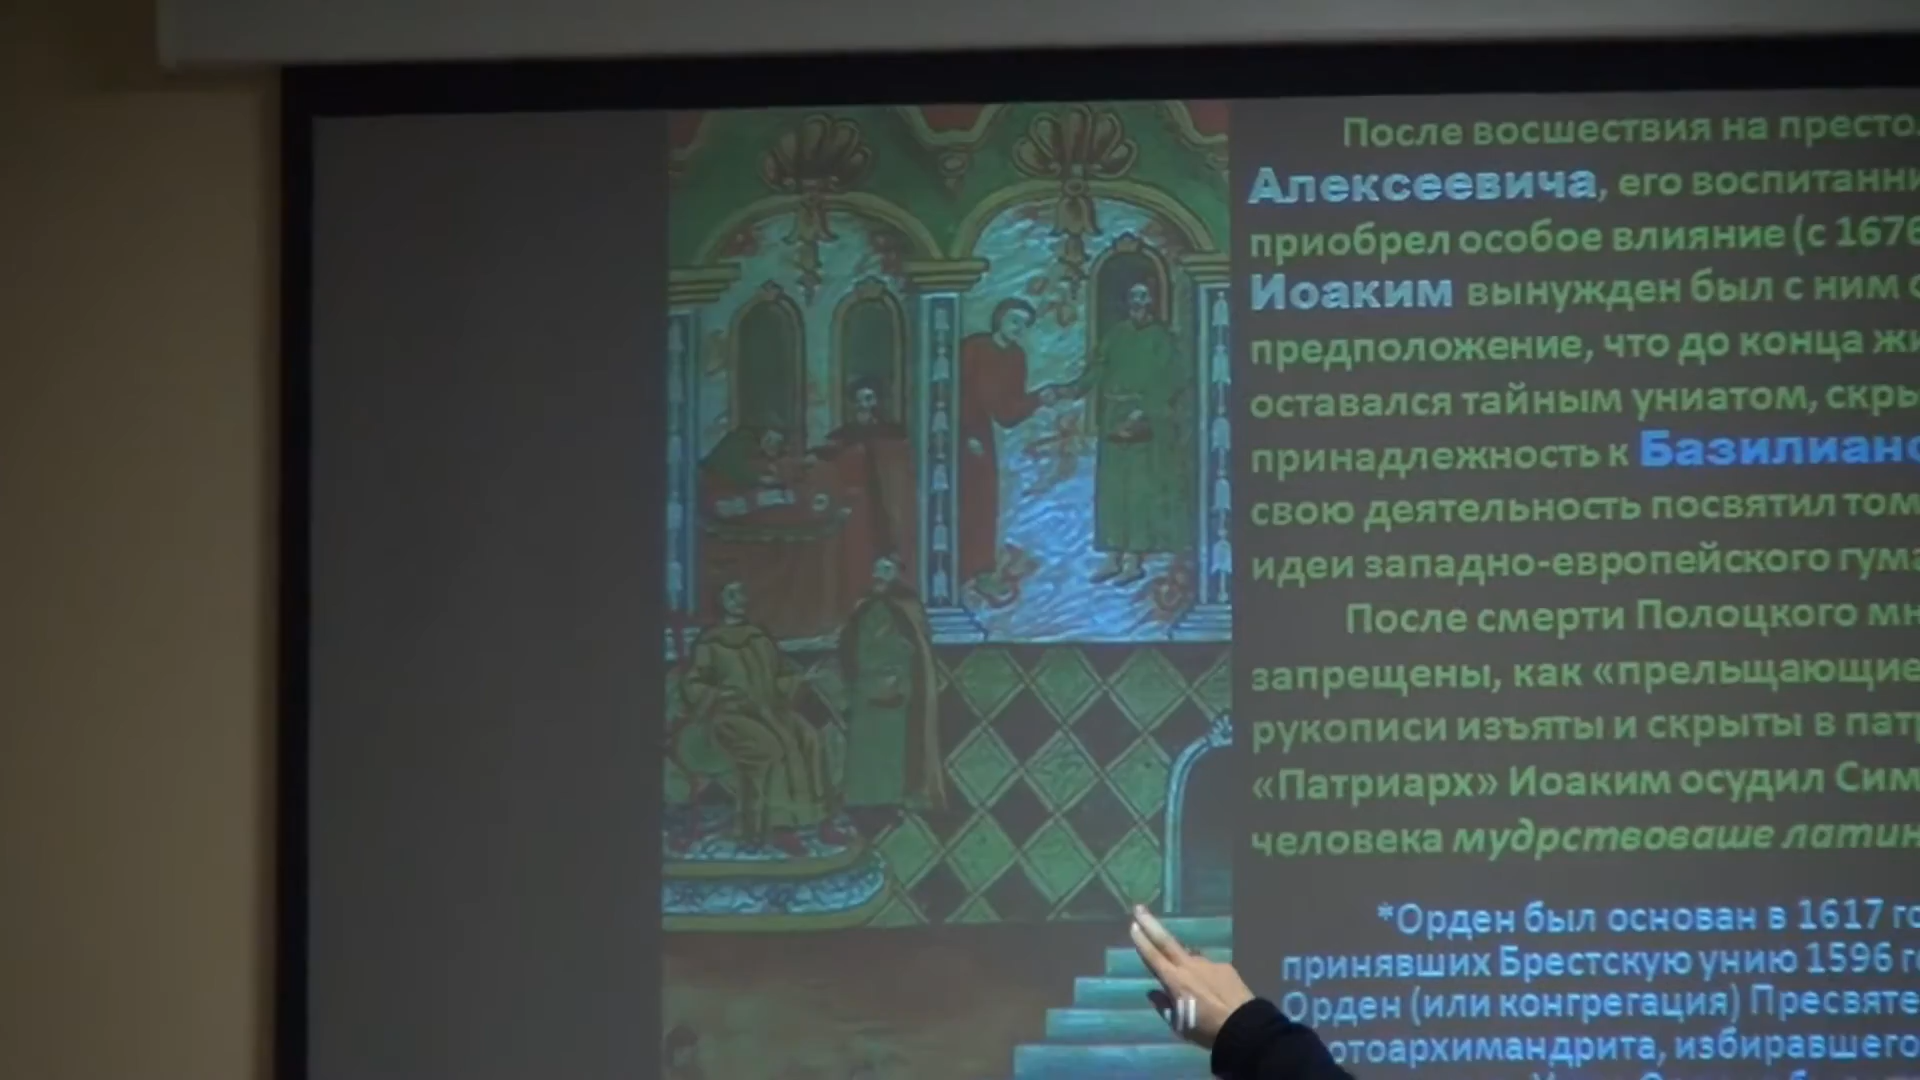 После восшествия на престо
Алексеевича, его воспитанни
приобрел особое влияние (с 1678
Иоаким вынужден был с ним с
предположение, что до конца жи
оставался тайным униатом, скры
принадлежность к Базилианс
свою деятельность посвятил том
идеи западно-европейского гума
После смерти Полоцкого мн
запрещены, как «прельщающие
рукописи изъяты и скрыты в пат
«Патриарх» Иоаким осудил Сим
человека мудрствоваше латин
*Орден был основан в 1617 го
принявших Брестскую унию 1596 г
Орден (или конгрегация) Пресвяте
отоархимандрита, избиравшего